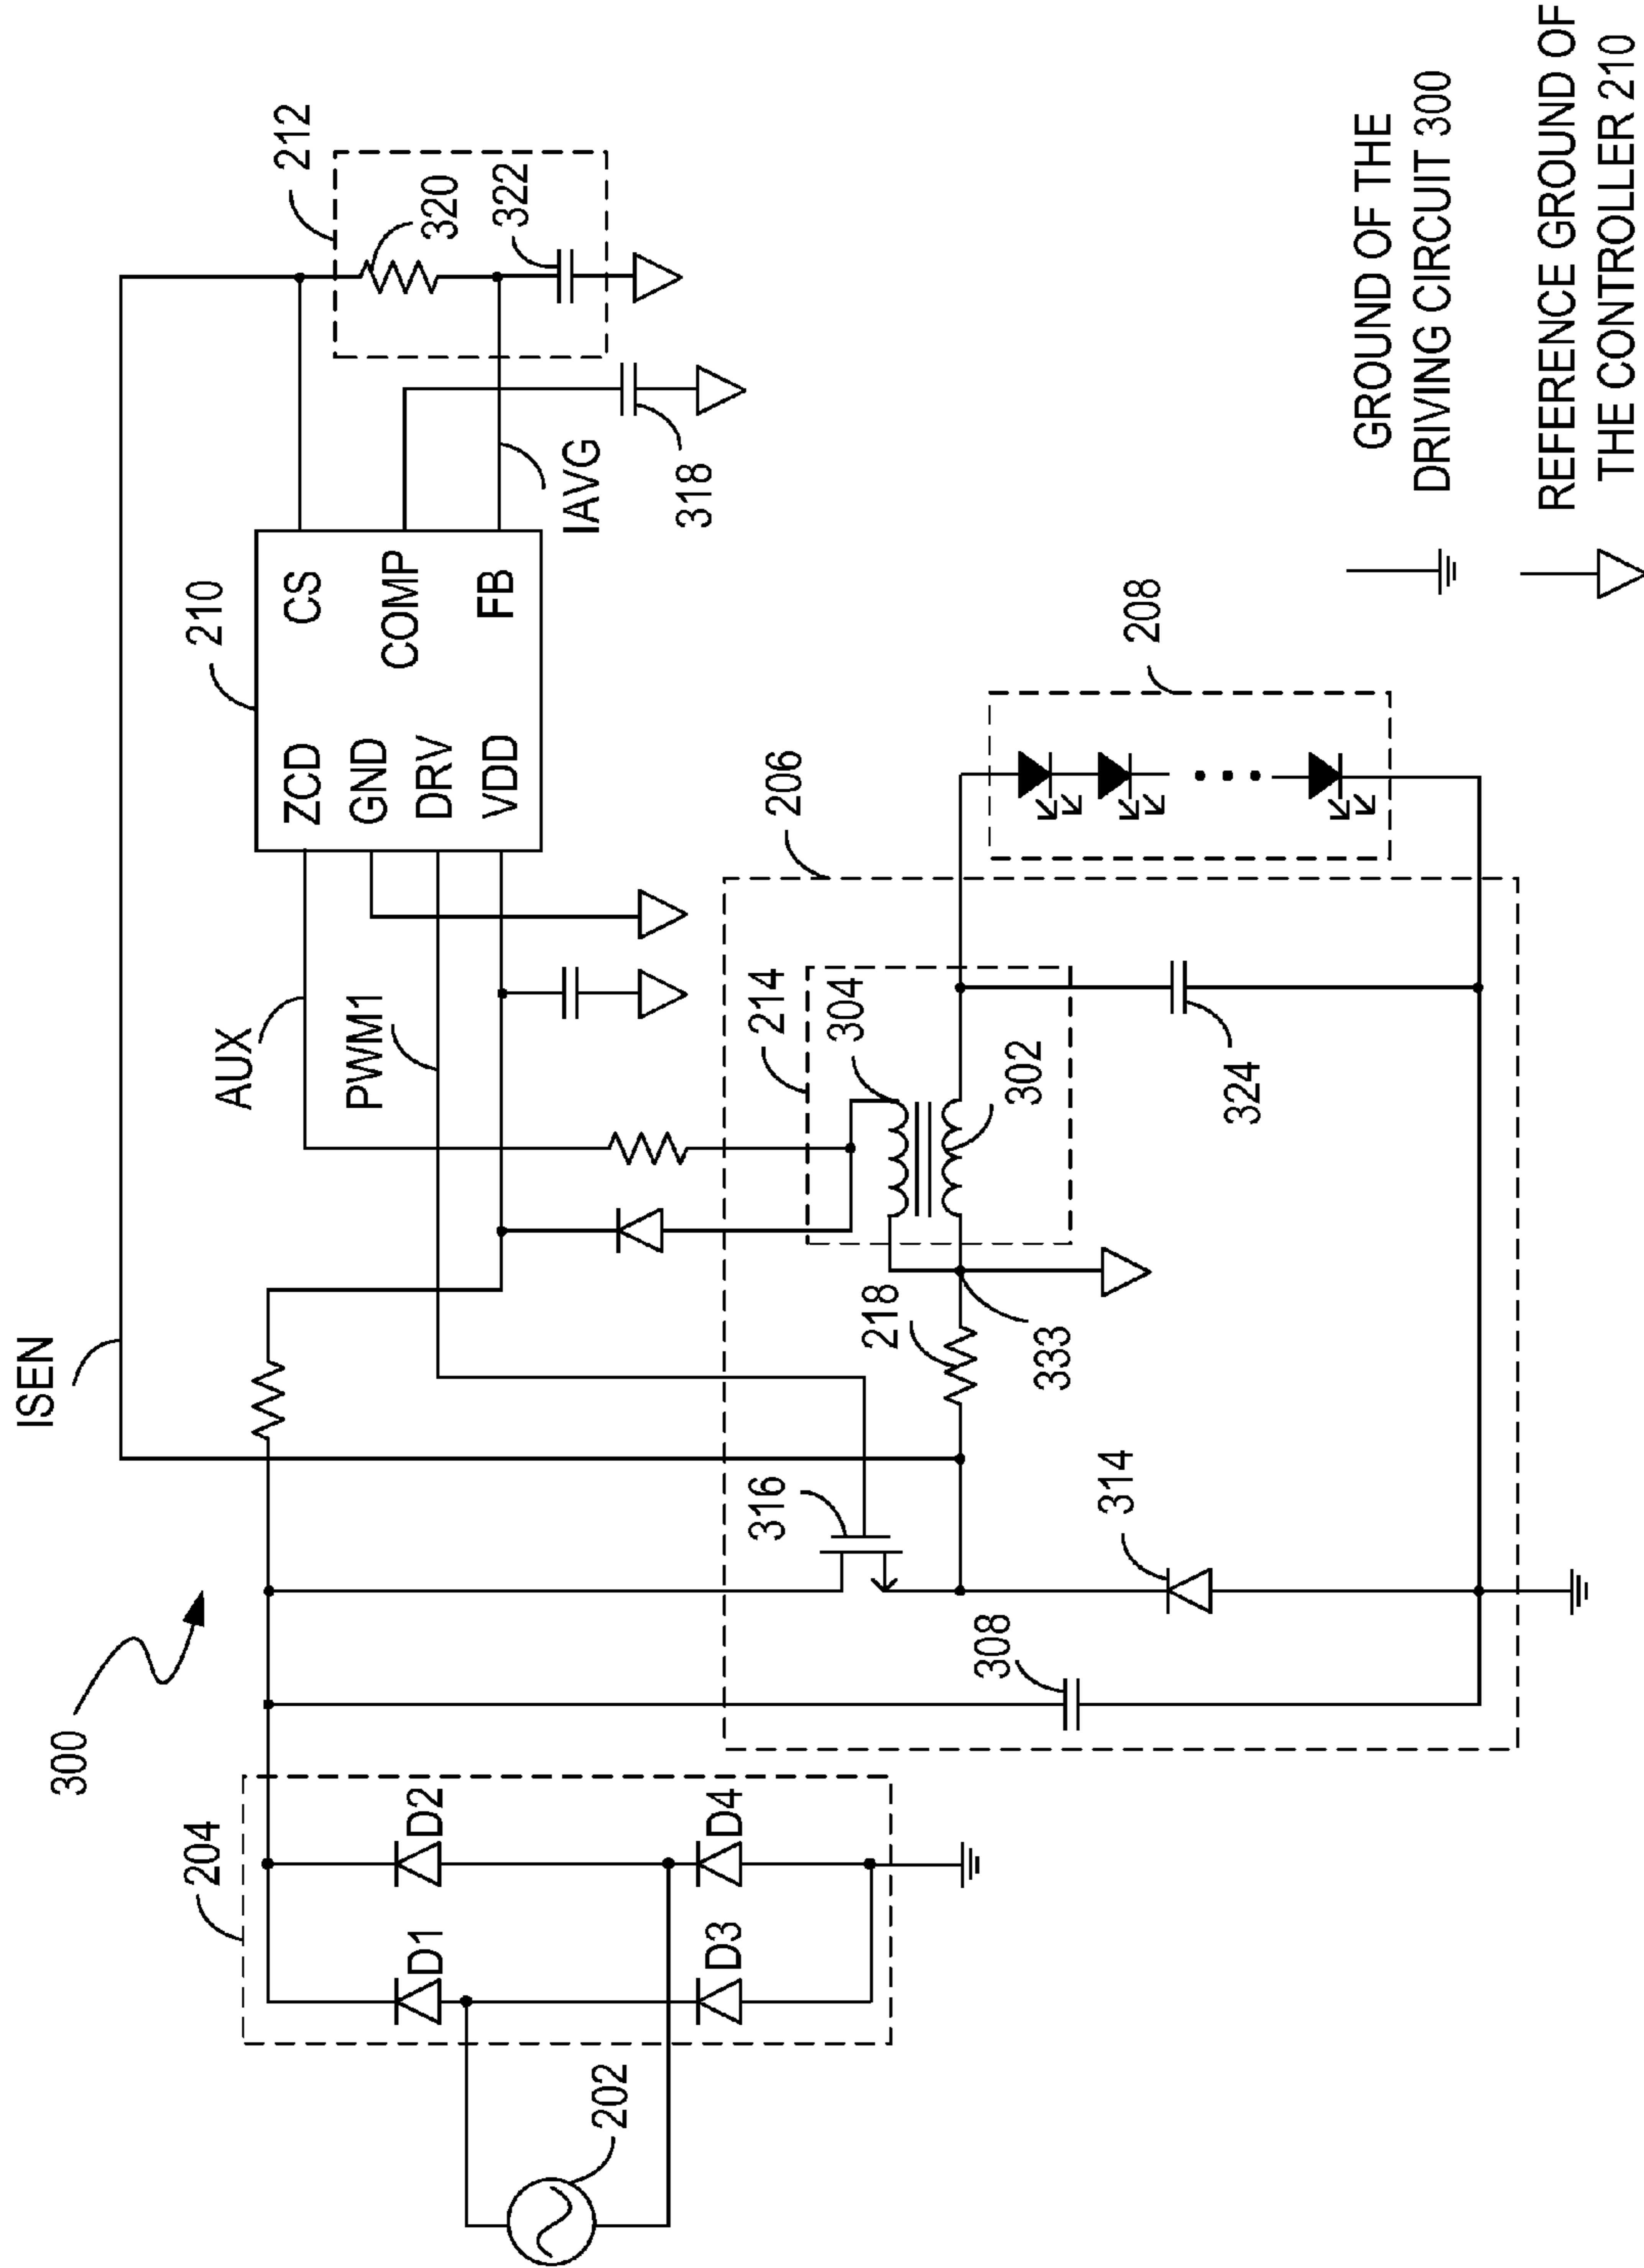 300
ISEN
204
D1
D2
D3
D4
202
AUX
PWM1
210
ZCD
GND
DRV
VDD
CS
COMP
FB
212
320
322
IAVG
318
206
214
304
302
218
333
316
314
308
324
208
GROUND OF THE
DRIVING CIRCUIT 300
REFERENCE GROUND OF
THE CONTROLLER 210